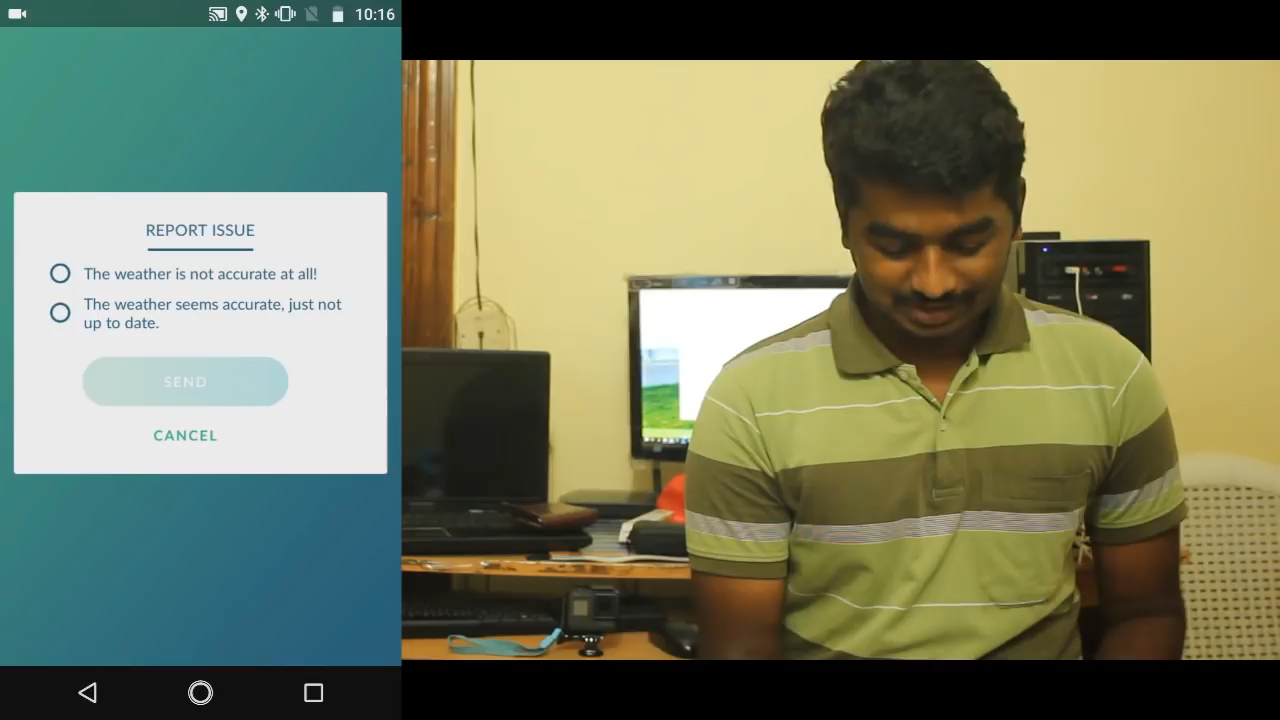 10:16
REPORT ISSUE
The weather is not accurate at all!
The weather seems accurate, just not
up to date.
SEND
CANCEL